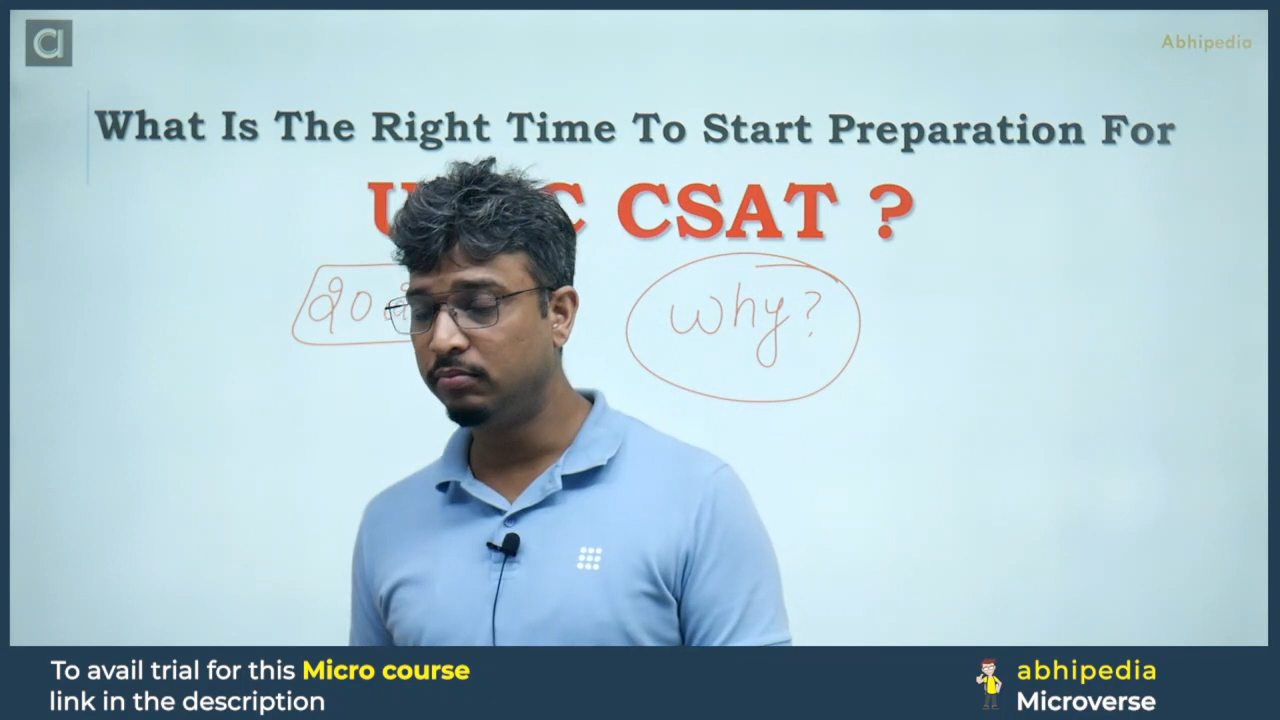 Abhipedia
What Is The Right Time To Start Preparation For
CSAT ?
why?
To avail trial for this Micro course
link in the description
abhipedia
Microverse